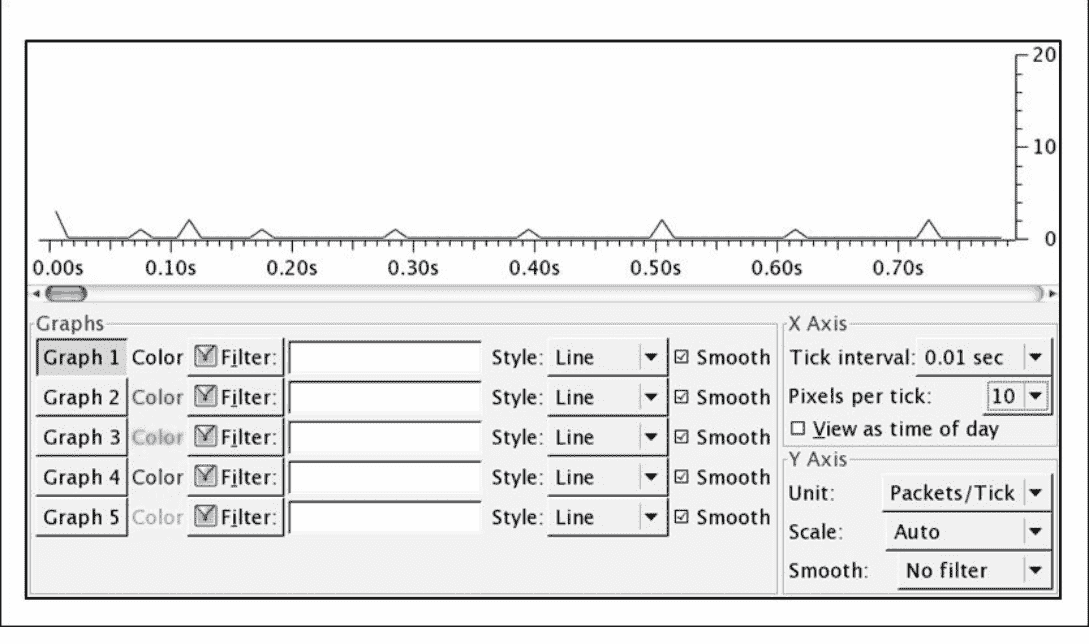 20
10
0
0.00s 0.10s 0.20s 0.30s 0.40s 0.50s 0.60s 0.70s
Graphs
Graph 1 Color Filter: Style: Line Smooth
Graph 2 Color Filter: Style: Line Smooth
Graph 3 Color Filter: Style: Line Smooth
Graph 4 Color Filter: Style: Line Smooth
Graph 5 Color Filter: Style: Line Smooth
X Axis
Tick interval: 0.01 sec
Pixels per tick: 10
View as time of day
Y Axis
Unit: Packets/Tick
Scale: Auto
Smooth: No filter